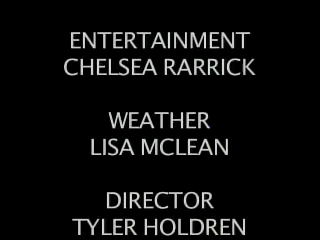 ENTERTAINMENT
CHELSEA RARRICK
WEATHER
LISA MCLEAN
DIRECTOR
TYLER HOLDREN